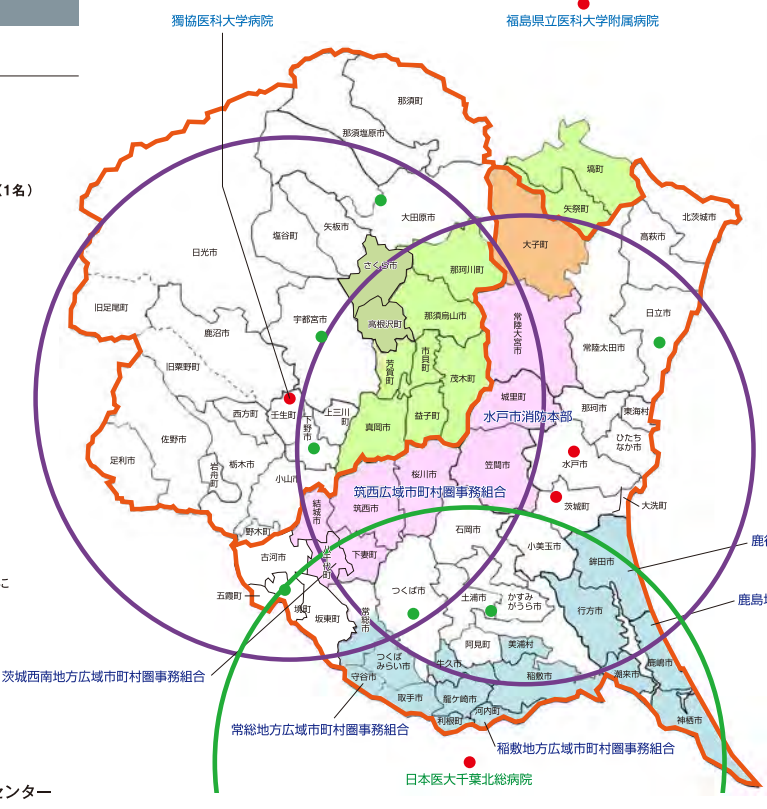 獨協医科大学病院
福島県立医科大学附属病院
那須町
那須塩原市
塙町
(1名)
矢祭町
大田原市
北茨城市
矢板市
塩谷町
高萩市
大子町
日光市
さくら市
那珂川町
旧足尾町
宇都宮市
那須烏山市
日立市
高根沢町
常陸大宮市
鹿沼市
常陸太田市
市貝町
芳賀町
旧粟野町
茂木町
城里町
西方町
壬生町
上三川町
下野市
益子町
那珂市
東海村
水戸市消防本部
真岡市
ひたちなか市
佐野市
足利市
栃木市
岩舟町
水戸市
笠間市
桜川市
小山市
筑西広域市町村圏事務組合
結城市
筑西市
茨城町
大洗町
野木町
石岡市
小美玉市
鹿行
古河市
八千代町
下妻町
鉾田市
に
五霞町
境町
坂東町
つくば市
土浦市
かすみがうら市
行方市
鹿島地
常総市
阿見町
美浦村
つくばみらい市
牛久市
鹿嶋市
茨城西南地方広域市町村圏事務組合
守谷市
稲敷市
潮来市
取手市
龍ケ崎市
河内町
利根町
神栖市
常総地方広域市町村圏事務組合
稲敷地方広域市町村圏事務組合
日本医大千葉北総病院
センター